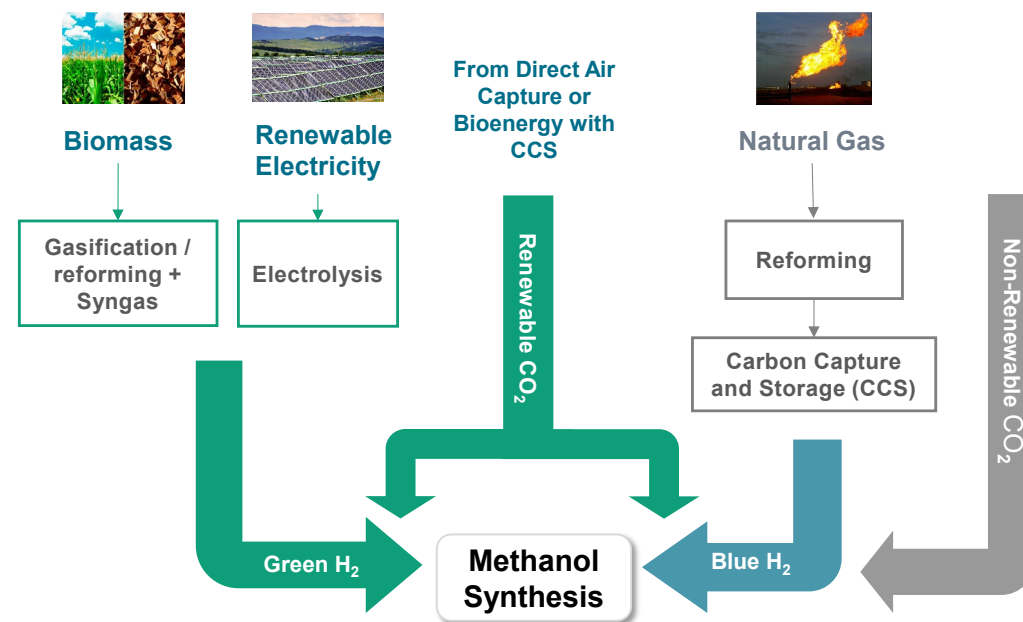 Biomass
Renewable
Electricity
From Direct Air
Capture or
Bioenergy with
CCS
Natural Gas
Gasification /
reforming +
Syngas
Electrolysis
Renewable CO₂
Reforming
Carbon Capture
and Storage (CCS)
Non-Renewable CO₂
Green H₂
Methanol
Synthesis
Blue H₂